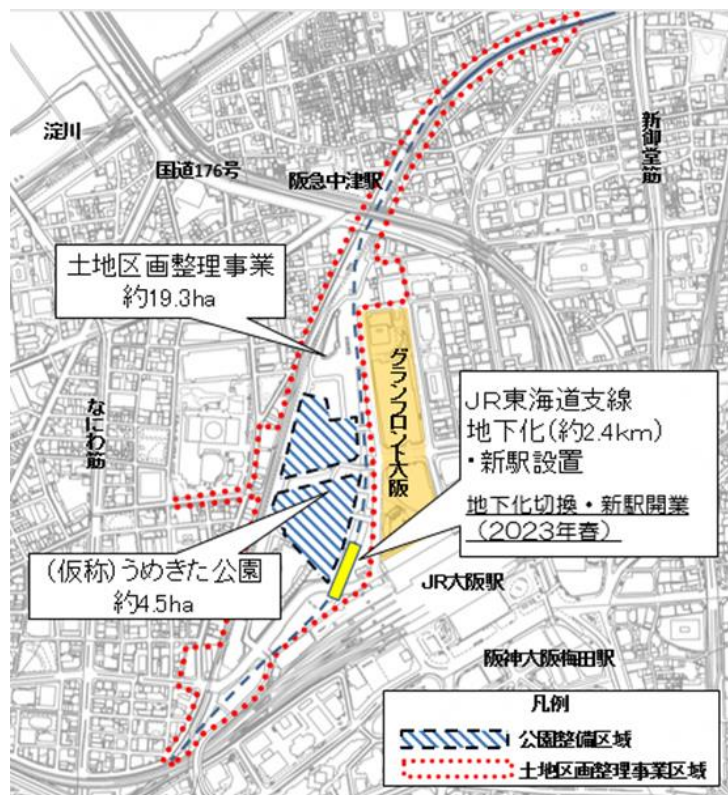 淀川
国道176号
阪急中津駅
新御堂筋
土地区画整理事業
約19.3ha
グランフロント大阪
なにわ筋
JR東海道支線
地下化(約2.4km)
・新駅設置
地下化切換・新駅開業
(2023年春)
(仮称)うめきた公園
約4.5ha
JR大阪駅
阪神大阪梅田駅
凡例
公園整備区域
土地区画整理事業区域